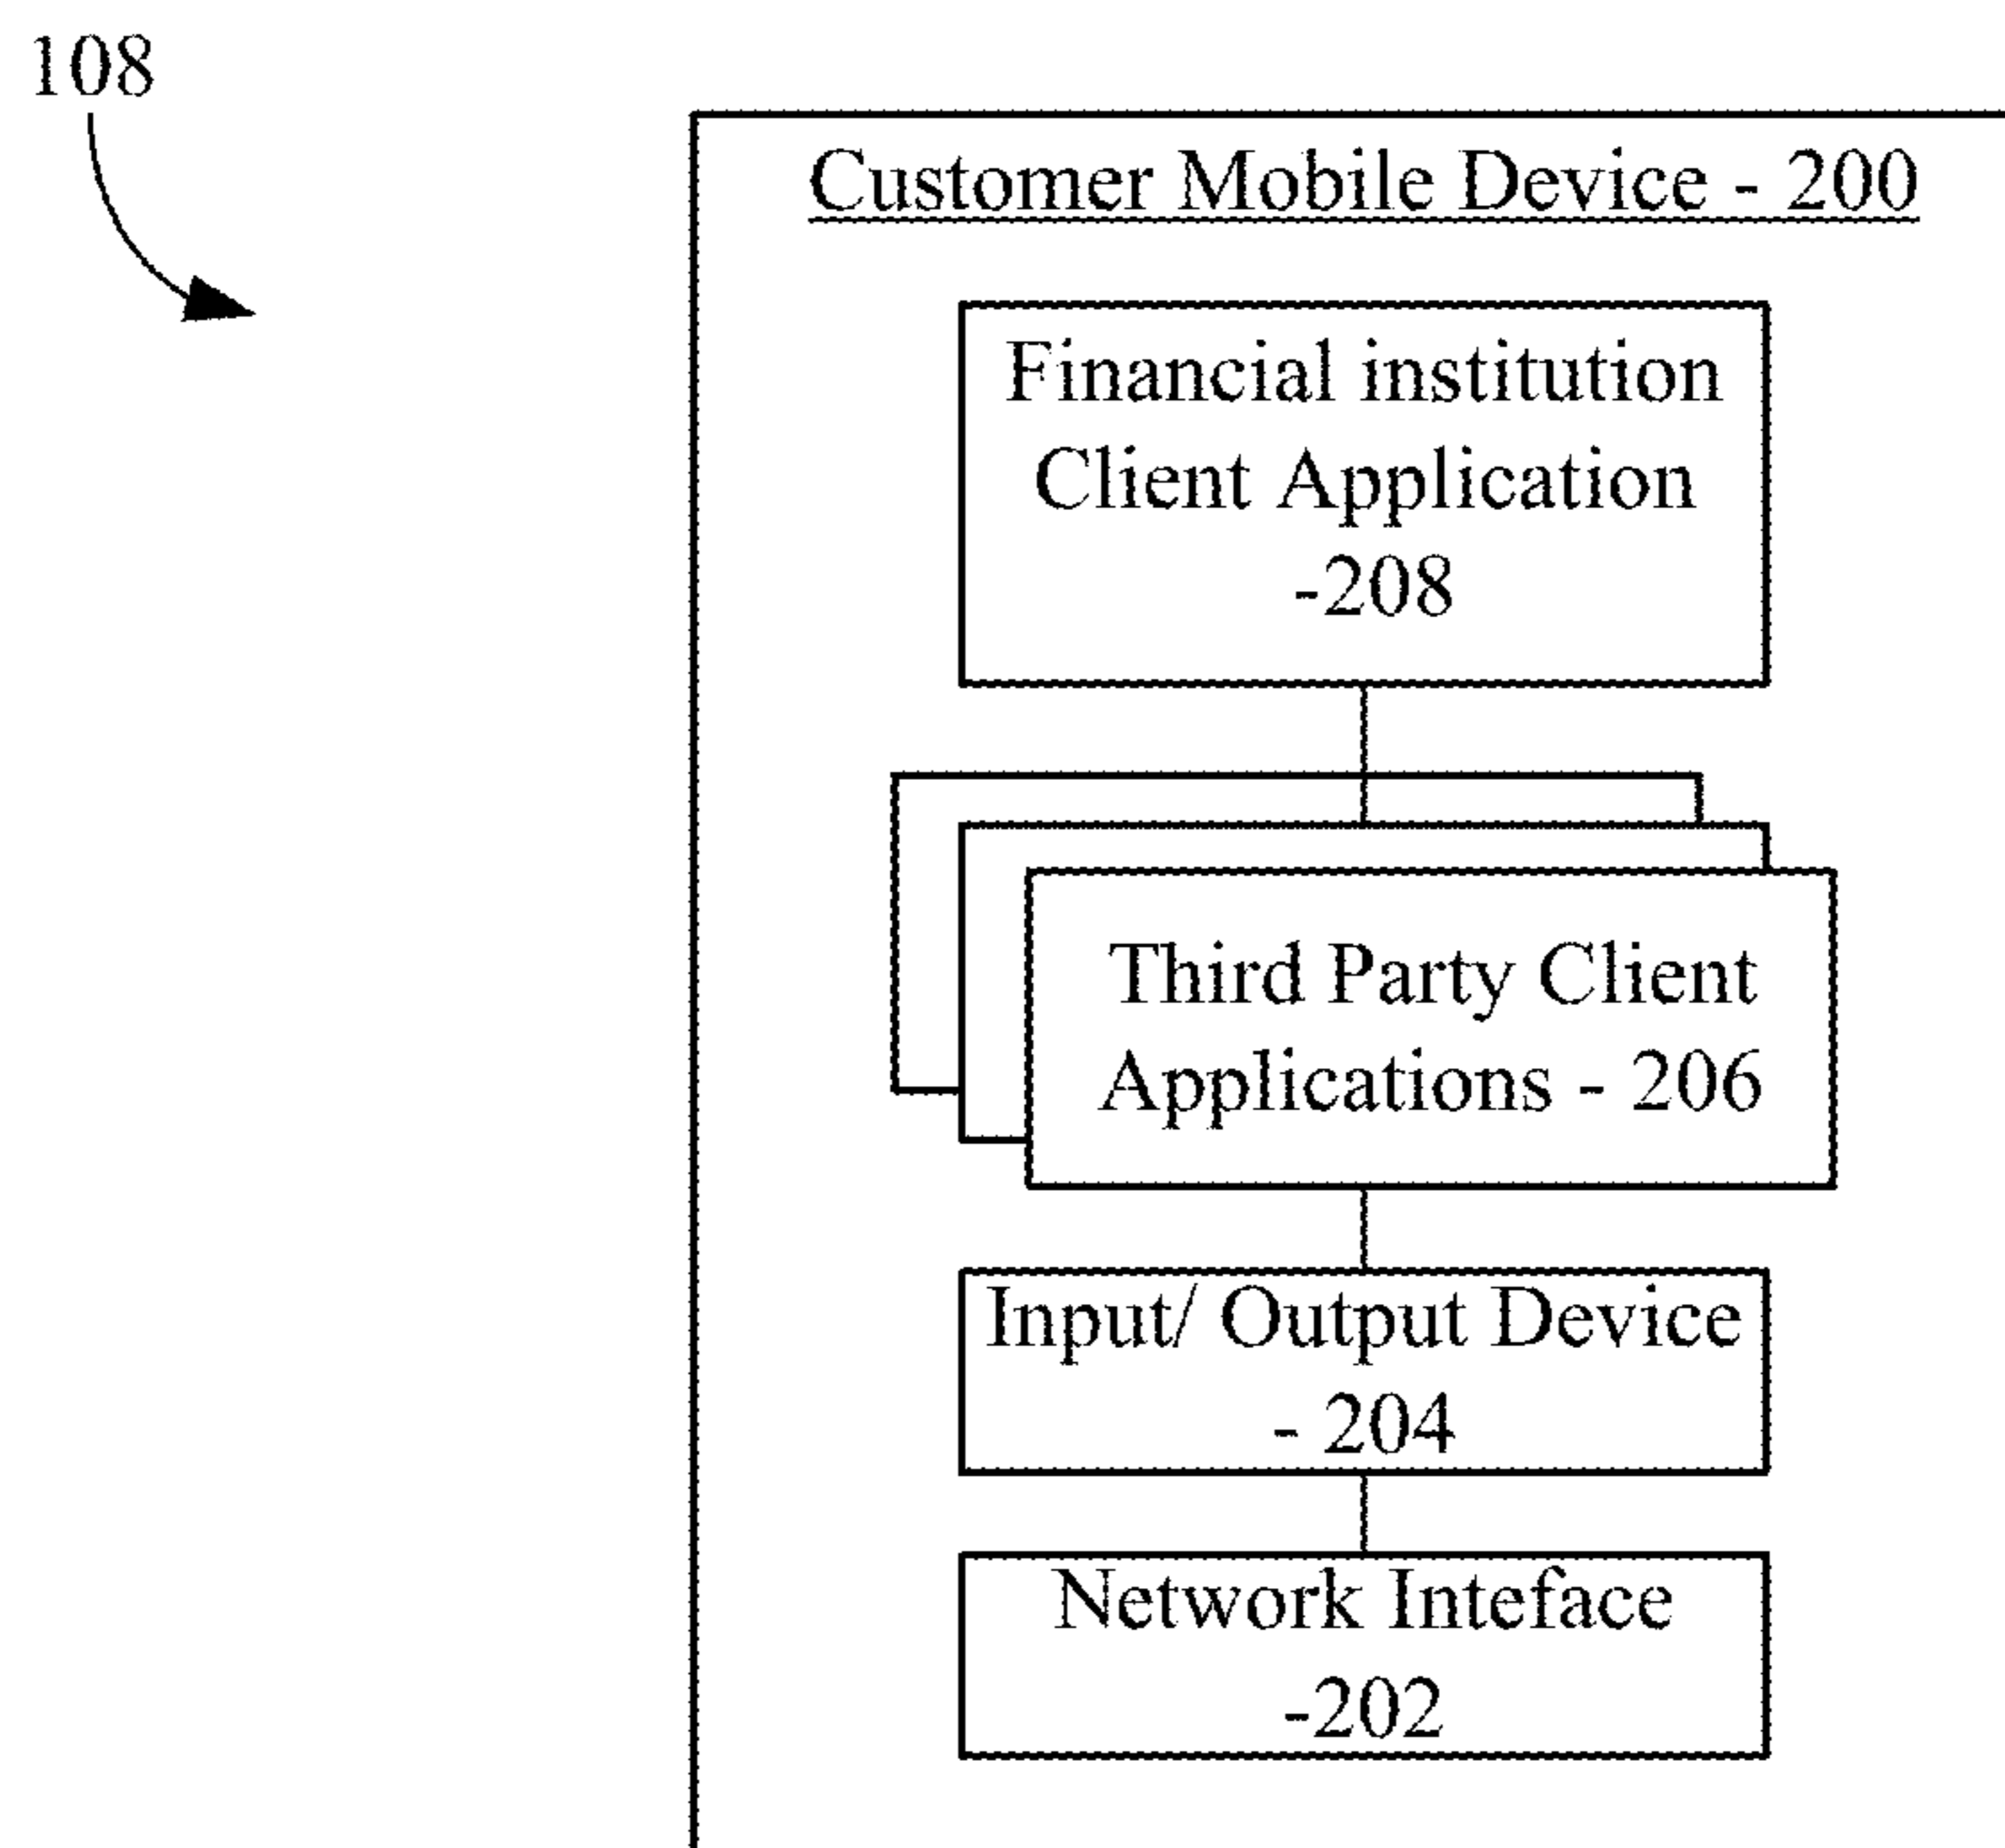 108
Customer Mobile Device - 200
Financial institution
Client Application
-208
Third Party Client
Applications - 206
Input/ Output Device
- 204
Network Inteface
-202